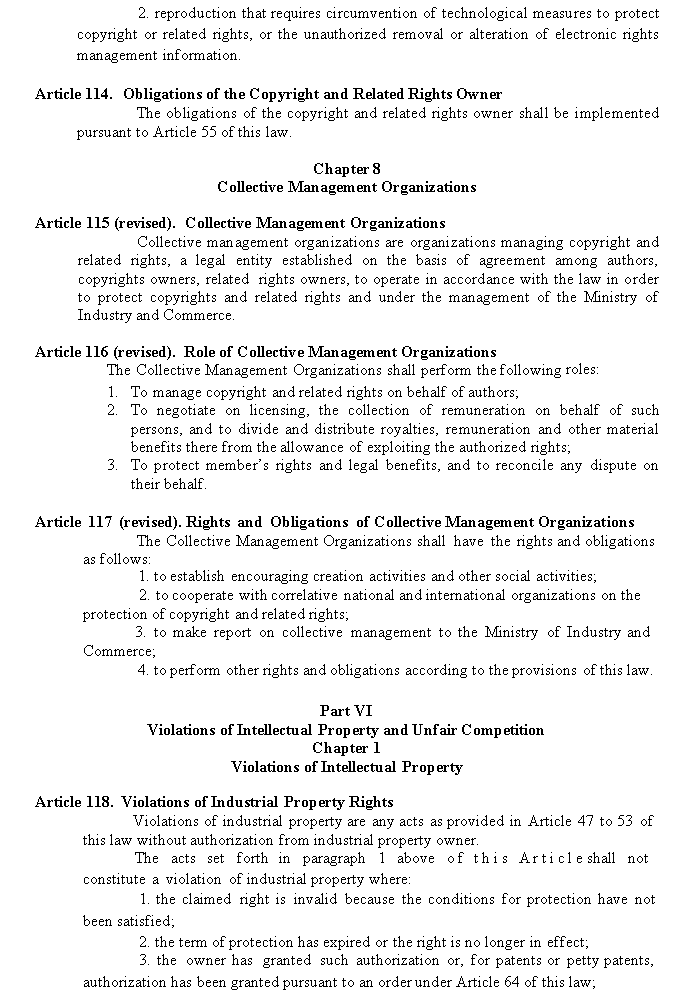 2. reproduction that requires circumvention of technological measures to protect
copyright or related rights, or the unauthorized removal or alteration of electronic rights
management information.
Article 114. Obligations of the Copyright and Related Rights Owner
The obligations of the copyright and related rights owner shall be implemented
pursuant to Article 55 of this law.
Chapter 8
Collective Management Organizations
Article 115 (revised). Collective Management Organizations
Collective management organizations are organizations managing copyright and
related rights, a legal entity established on the basis of agreement among authors,
copyrights owners, related rights owners, to operate in accordance with the law in order
to protect copyrights and related rights and under the management of the Ministry of
Industry and Commerce.
Article 116 (revised). Role of Collective Management Organizations
The Collective Management Organizations shall perform the following roles:
1. To manage copyright and related rights on behalf of authors;
2. To negotiate on licensing, the collection of remuneration on behalf of such
persons, and to divide and distribute royalties, remuneration and other material
benefits there from the allowance of exploiting the authorized rights;
3. To protect member's rights and legal benefits, and to reconcile any dispute on
their behalf.
Article 117 (revised). Rights and Obligations of Collective Management Organizations
The Collective Management Organizations shall have the rights and obligations
as follows:
1. to establish encouraging creation activities and other social activities;
2. to cooperate with correlative national and international organizations on the
protection of copyright and related rights;
3. to make report on collective management to the Ministry of Industry and
Commerce;
4. to perform other rights and obligations according to the provisions of this law.
Part VI
Violations of Intellectual Property and Unfair Competition
Chapter 1
Violations of Intellectual Property
Article 118. Violations of Industrial Property Rights
Violations of industrial property are any acts as provided in Article 47 to 53 of
this law without authorization from industrial property owner.
The acts set forth in paragraph 1 above of this Article shall not
constitute a violation of industrial property where:
1. the claimed right is invalid because the conditions for protection have not
been satisfied;
2. the term of protection has expired or the right is no longer in effect;
3. the owner has granted such authorization or, for patents or petty patents,
authorization has been granted pursuant to an order under Article 64 of this law;